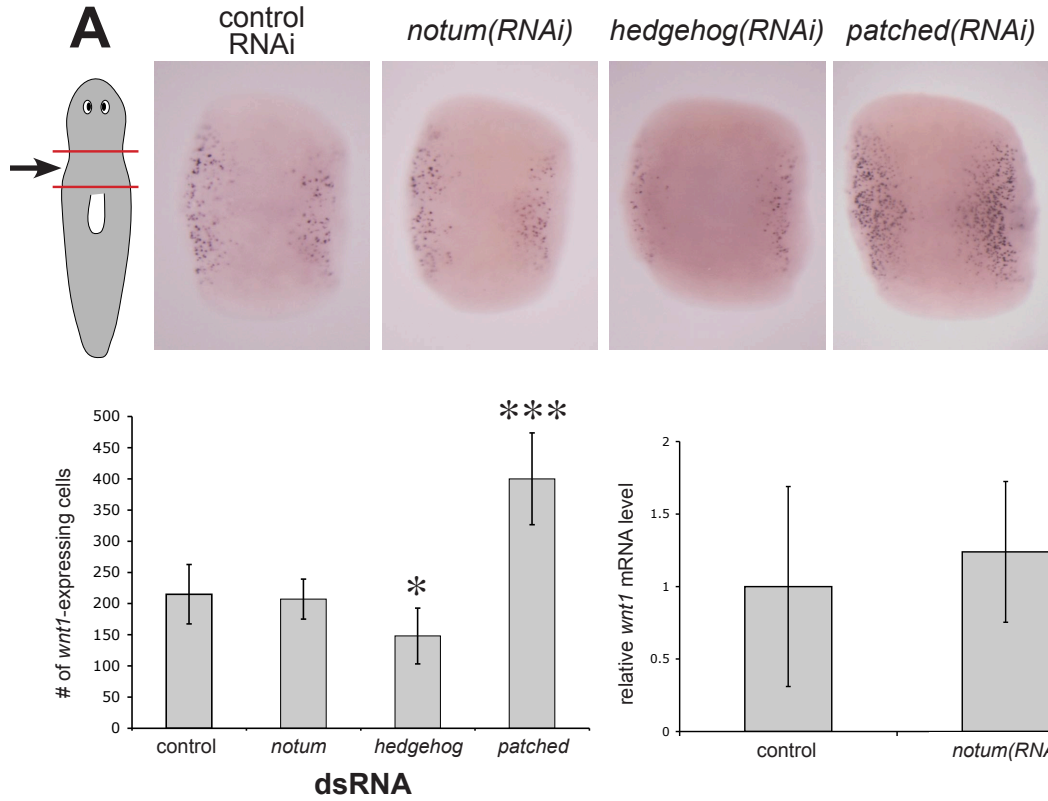 A
control
RNAi
notum(RNAi)
hedgehog(RNAi)
patched(RNAi)
# of wnt1-expressing cells
500
450
400
350
300
250
200
150
100
50
0
*
***
control
notum
hedgehog
patched
dsRNA
relative wnt1 mRNA level
2
1.5
1
0.5
0
control
notum(RNA